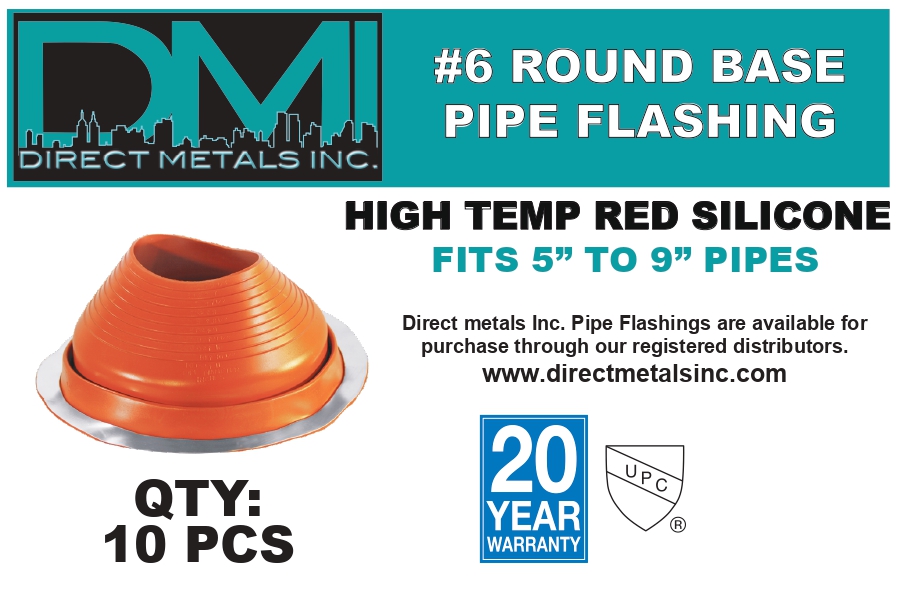 DMI
DIRECT METALS INC.
#6 ROUND BASE
PIPE FLASHING
HIGH TEMP RED SILICONE
FITS 5” TO 9” PIPES
Direct metals Inc. Pipe Flashings are available for
purchase through our registered distributors.
www.directmetalsinc.com
QTY:
10 PCS
20
YEAR
WARRANTY
UPC
®